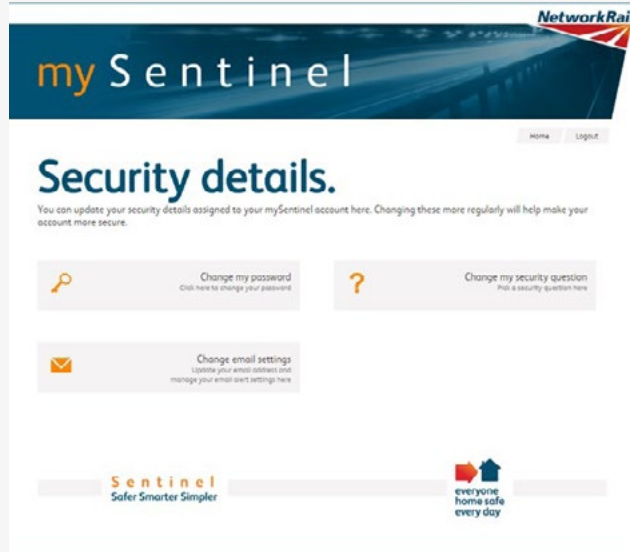 NetworkRai
my Sentinel
Home Logout
Security details.
You can update your security details assigned to your mySentinel account here. Changing these more regularly will help make your
account more secure.
Change my password
Click here to change your password
?
Change my security question
Pick a security question here
Change email settings
Update your email address and
manage your email alert settings here
Sentinel
Safer Smarter Simpler
everyone
home safe
every day